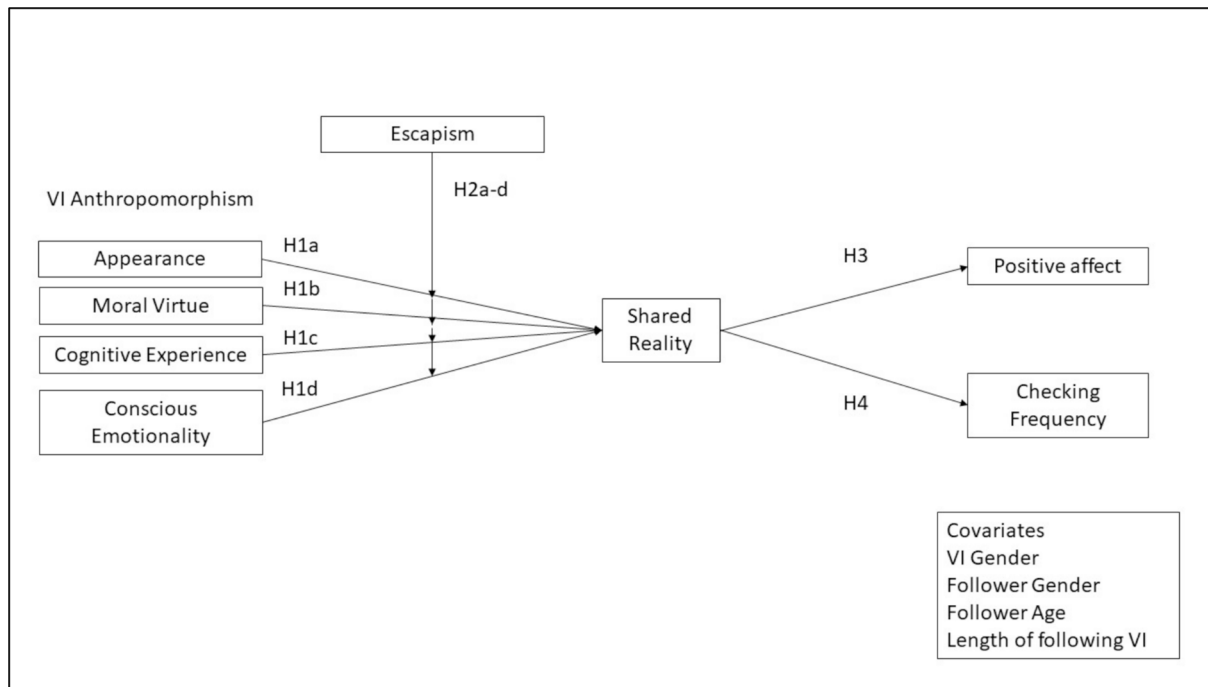 Escapism
H2a-d
VI Anthropomorphism
H1a
Appearance
H1b
Moral Virtue
H1c
Cognitive Experience
H1d
Conscious
Emotionality
Shared
Reality
H3
Positive affect
H4
Checking
Frequency
Covariates
VI Gender
Follower Gender
Follower Age
Length of following VI